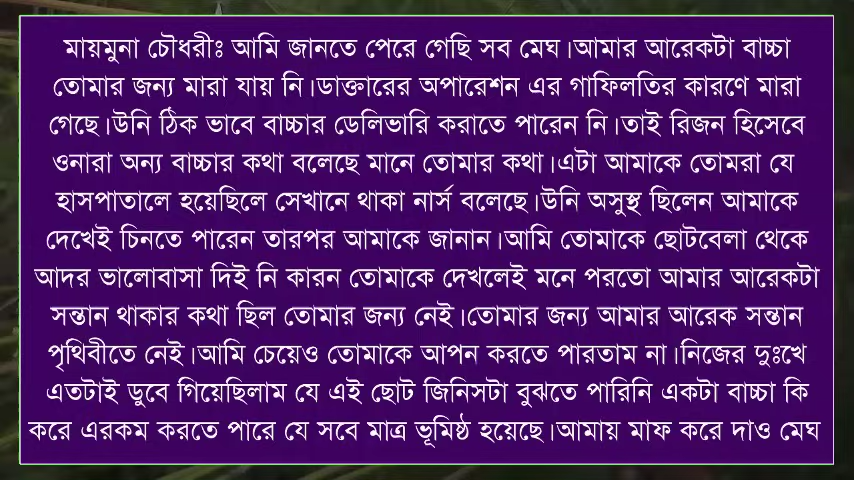 মায়মুনা চৌধরীঃ আমি জানতে পেরে গেছি সব মেঘ।আমার আরেকটা বাচ্চা
তোমার জন্য মারা যায় নি।ডাক্তারের অপারেশন এর গাফিলতির কারণে মারা
গেছে।উনি ঠিক ভাবে বাচ্চার ডেলিভারি করাতে পারেন নি।তাই রিজন হিসেবে
ওনারা অন্য বাচ্চার কথা বলেছে মানে তোমার কথা।এটা আমাকে তোমরা যে
হাসপাতালে হয়েছিলে সেখানে থাকা নার্স বলেছে।উনি অসুস্থ ছিলেন আমাকে
দেখেই চিনতে পারেন তারপর আমাকে জানান।আমি তোমাকে ছোটবেলা থেকে
আদর ভালোবাসা দিই নি কারন তোমাকে দেখলেই মনে পরতো আমার আরেকটা
সন্তান থাকার কথা ছিল তোমার জন্য নেই।তোমার জন্য আমার আরেক সন্তান
পৃথিবীতে নেই।আমি চেয়েও তোমাকে আপন করতে পারতাম না।নিজের দুঃখে
এতটাই ডুবে গিয়েছিলাম যে এই ছোট জিনিসটা বুঝতে পারিনি একটা বাচ্চা কি
করে এরকম করতে পারে যে সবে মাত্র ভূমিষ্ঠ হয়েছে।আমায় মাফ করে দাও মেঘ